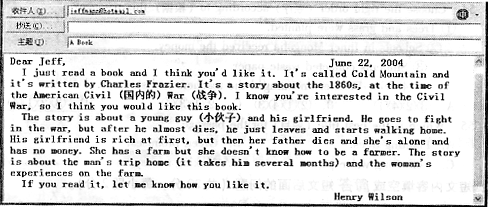 收件人(T)... jeffmanz@hotmail.com
抄送(C)...
主题(J) A Book
Dear Jeff, June 22, 2004
I just read a book and I think you'd like it. It's called Cold Mountain and
it's written by Charles Frazier. It's a story about the 1860s, at the time of
the American Civil (国内的) War (战争). I know you're interested in the Civil
War, so I think you would like this book.
The story is about a young guy (小伙子) and his girlfriend. He goes to fight
in the war, but after he almost dies, he just leaves and starts walking home.
His girlfriend is rich at first, but then her father dies and she's alone and
has no money. She has a farm but she doesn't know how to be a farmer. The story
is about the man's trip home (it takes him several months) and the woman's
experiences on the farm.
If you read it, let me know how you like it.
Henry Wilson